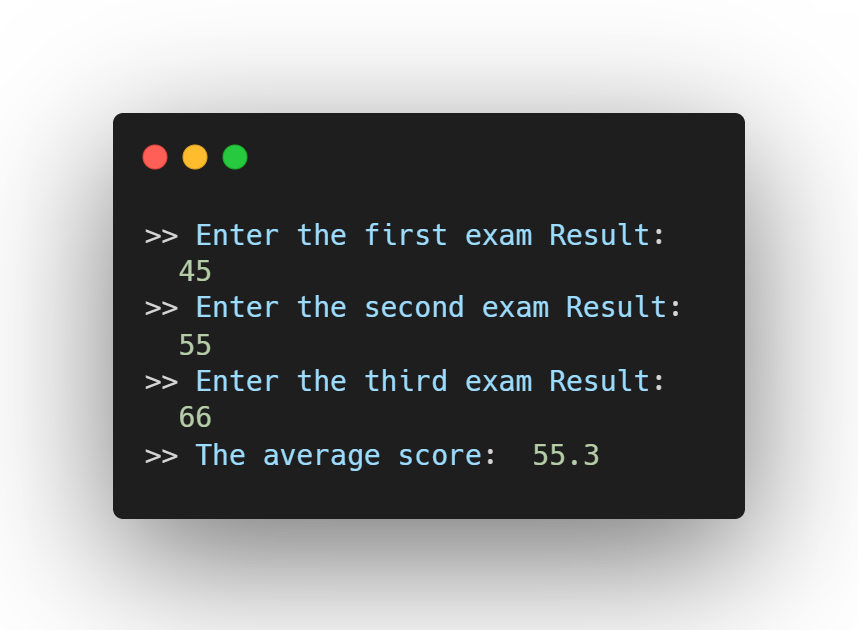 >> Enter the first exam Result:
45
>> Enter the second exam Result:
55
>> Enter the third exam Result:
66
>> The average score:  55.3